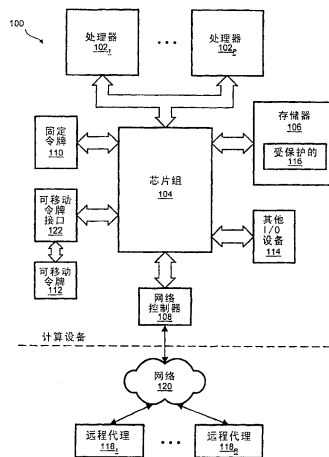 100
处理器
102₁
...
处理器
102ₚ
固定
令牌
110
芯片组
104
存储器
106
受保护的
116
可移动
令牌
接口
122
其他
I/O
设备
114
可移动
令牌
112
网络
控制器
108
计算设备
网络
120
远程代理
118₁
...
远程代理
118ᵣ